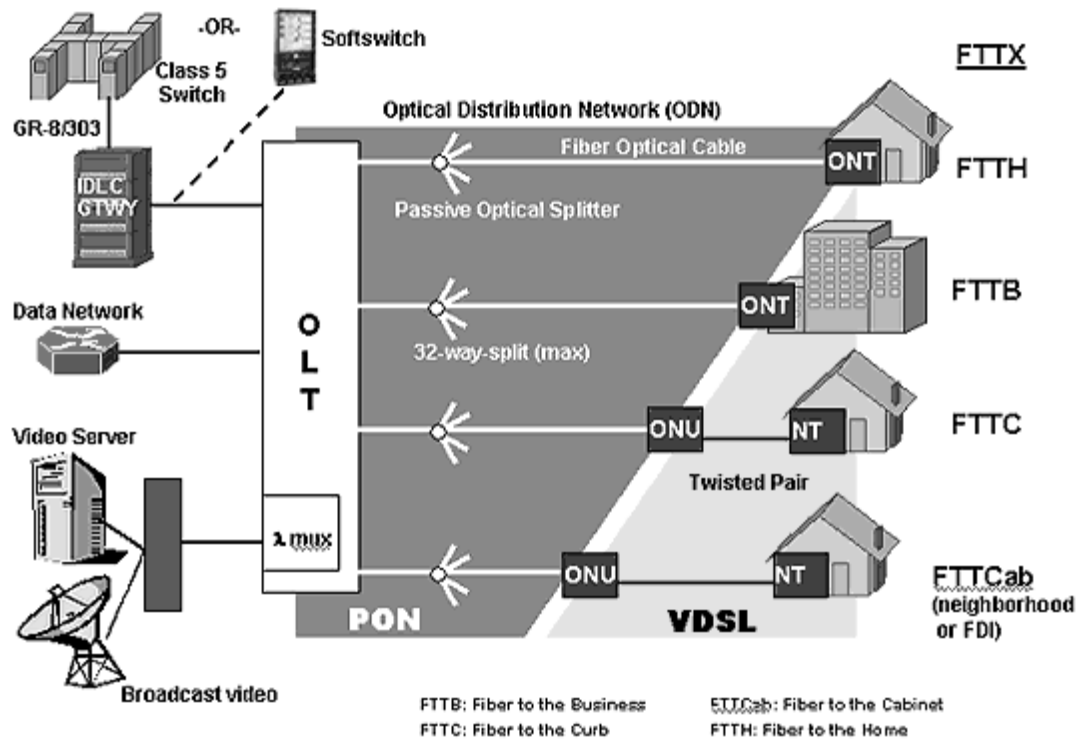 -OR-
Softswitch
Class 5
Switch
FTTX
GR-8/303
Optical Distribution Network (ODN)
Fiber Optical Cable
ONT
FTTH
IDLC
GTWY
Passive Optical Splitter
Data Network
O
L
T
32-way-split (max)
ONT
FTTB
Video Server
ONU
NT
FTTC
Twisted Pair
λ mux
ONU
NT
FTTCab
(neighborhood
or FDI)
PON
VDSL
Broadcast video
FTTB: Fiber to the Business
FTTCab: Fiber to the Cabinet
FTTC: Fiber to the Curb
FTTH: Fiber to the Home